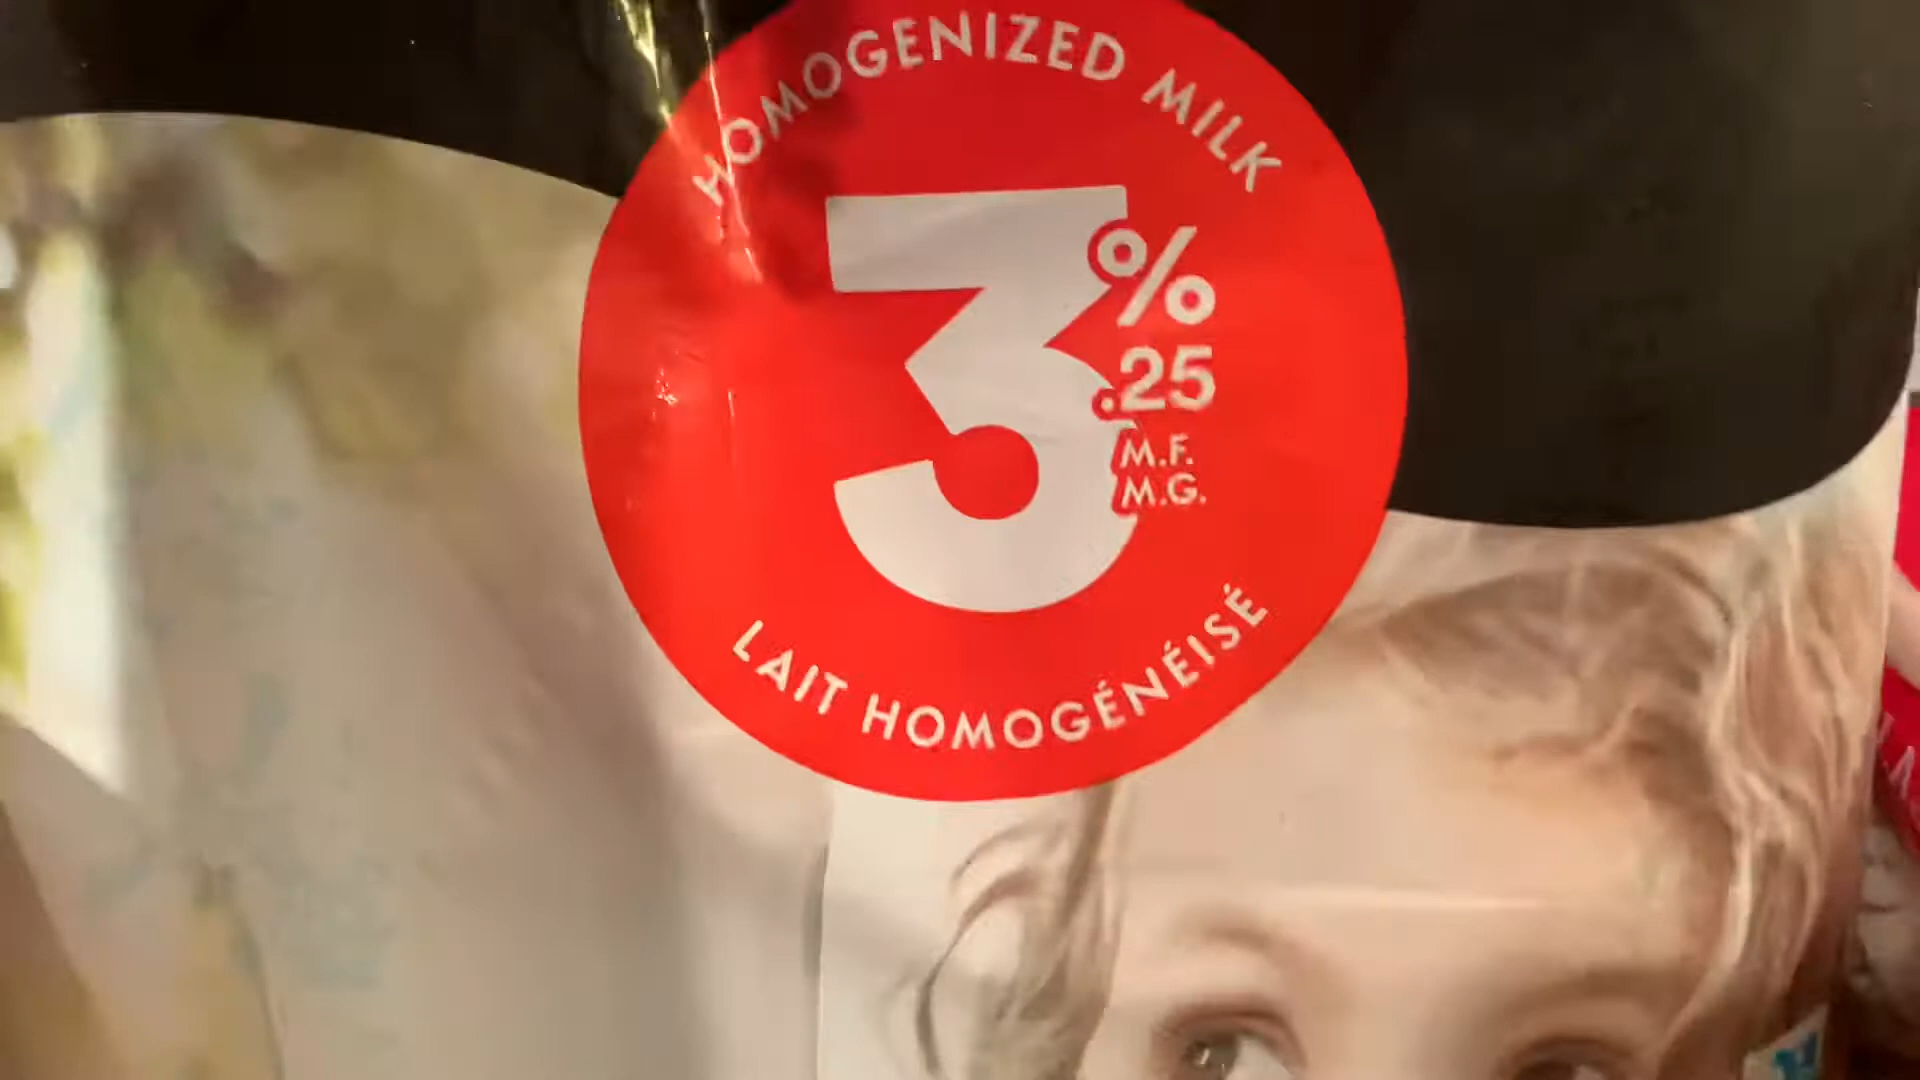 HOMOGENIZED MILK
3%
.25
M.F.
M.G.
LAIT HOMOGÉNÉISÉ